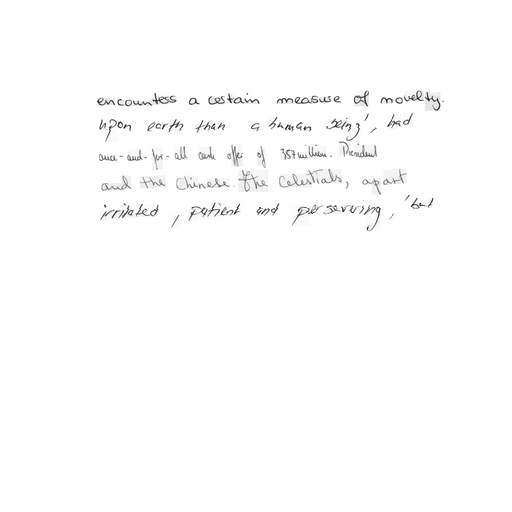 encounters a certain measure of novelty.
upon earth than a human being', had
once-and-for-all cash offer of 357 million. President
and the Chinese. The Celestials, apart
irritated, patient and persevering, 'but